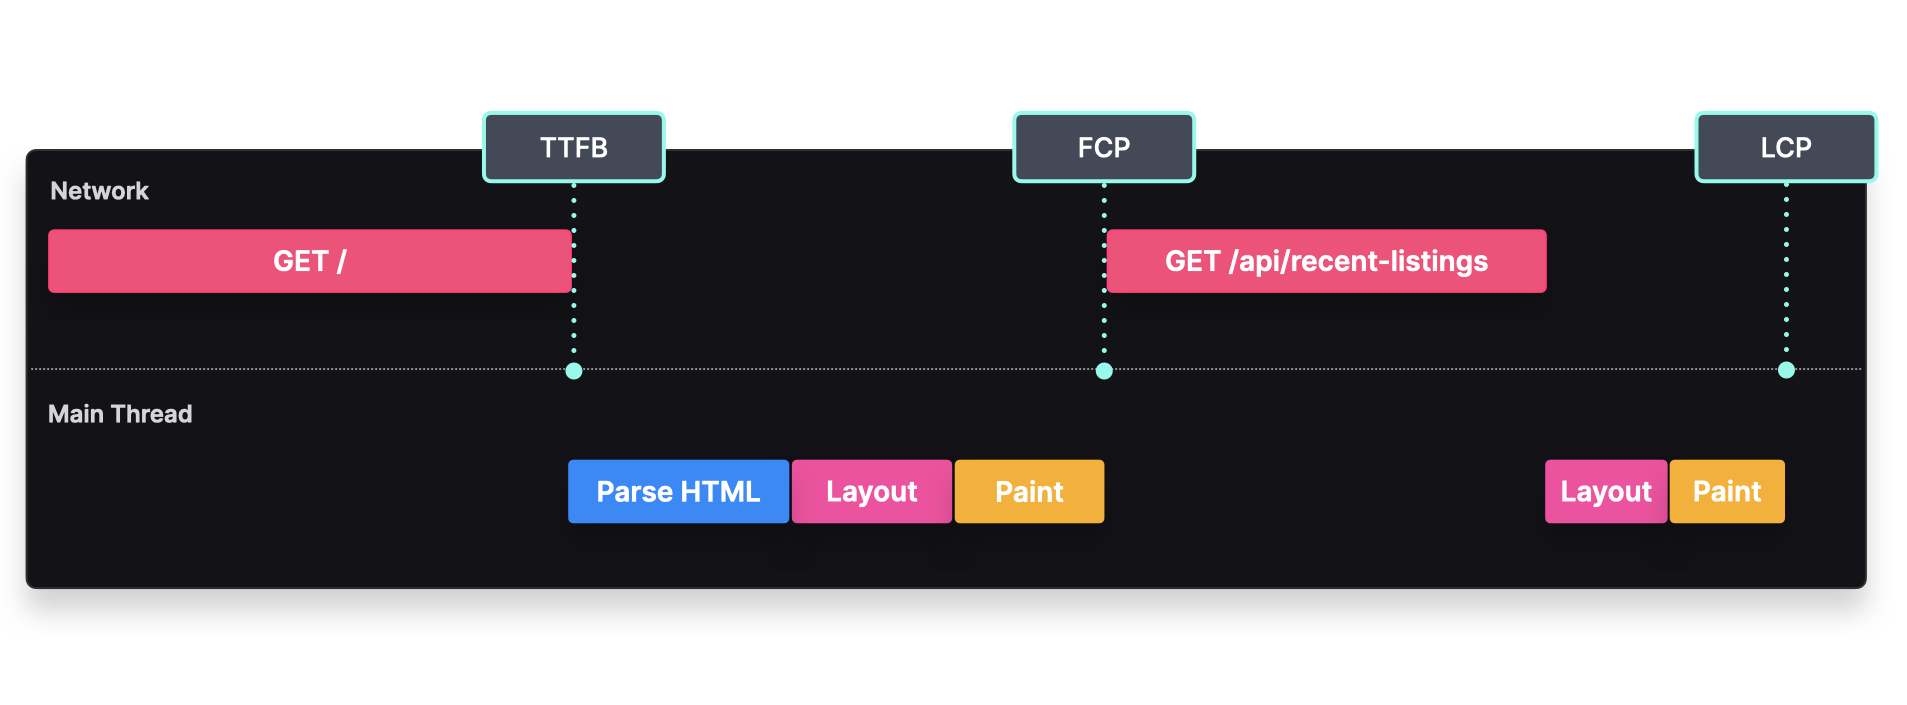 TTFB
FCP
LCP
Network
GET /
GET /api/recent-listings
Main Thread
Parse HTML
Layout
Paint
Layout
Paint